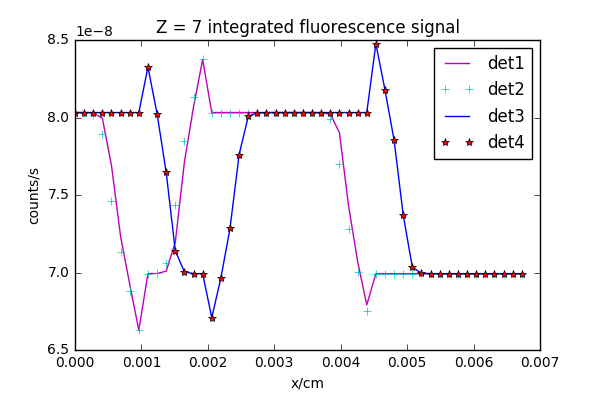 Z = 7 integrated fluorescence signal
1e−8
8.5
8.0
7.5
7.0
6.5
counts/s
det1
det2
det3
det4
0.000 0.001 0.002 0.003 0.004 0.005 0.006 0.007
x/cm